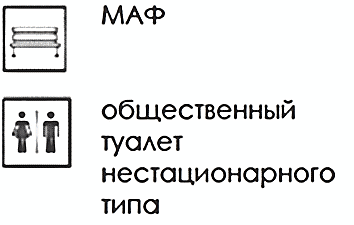 МАФ
общественный
туалет
нестационарного
типа